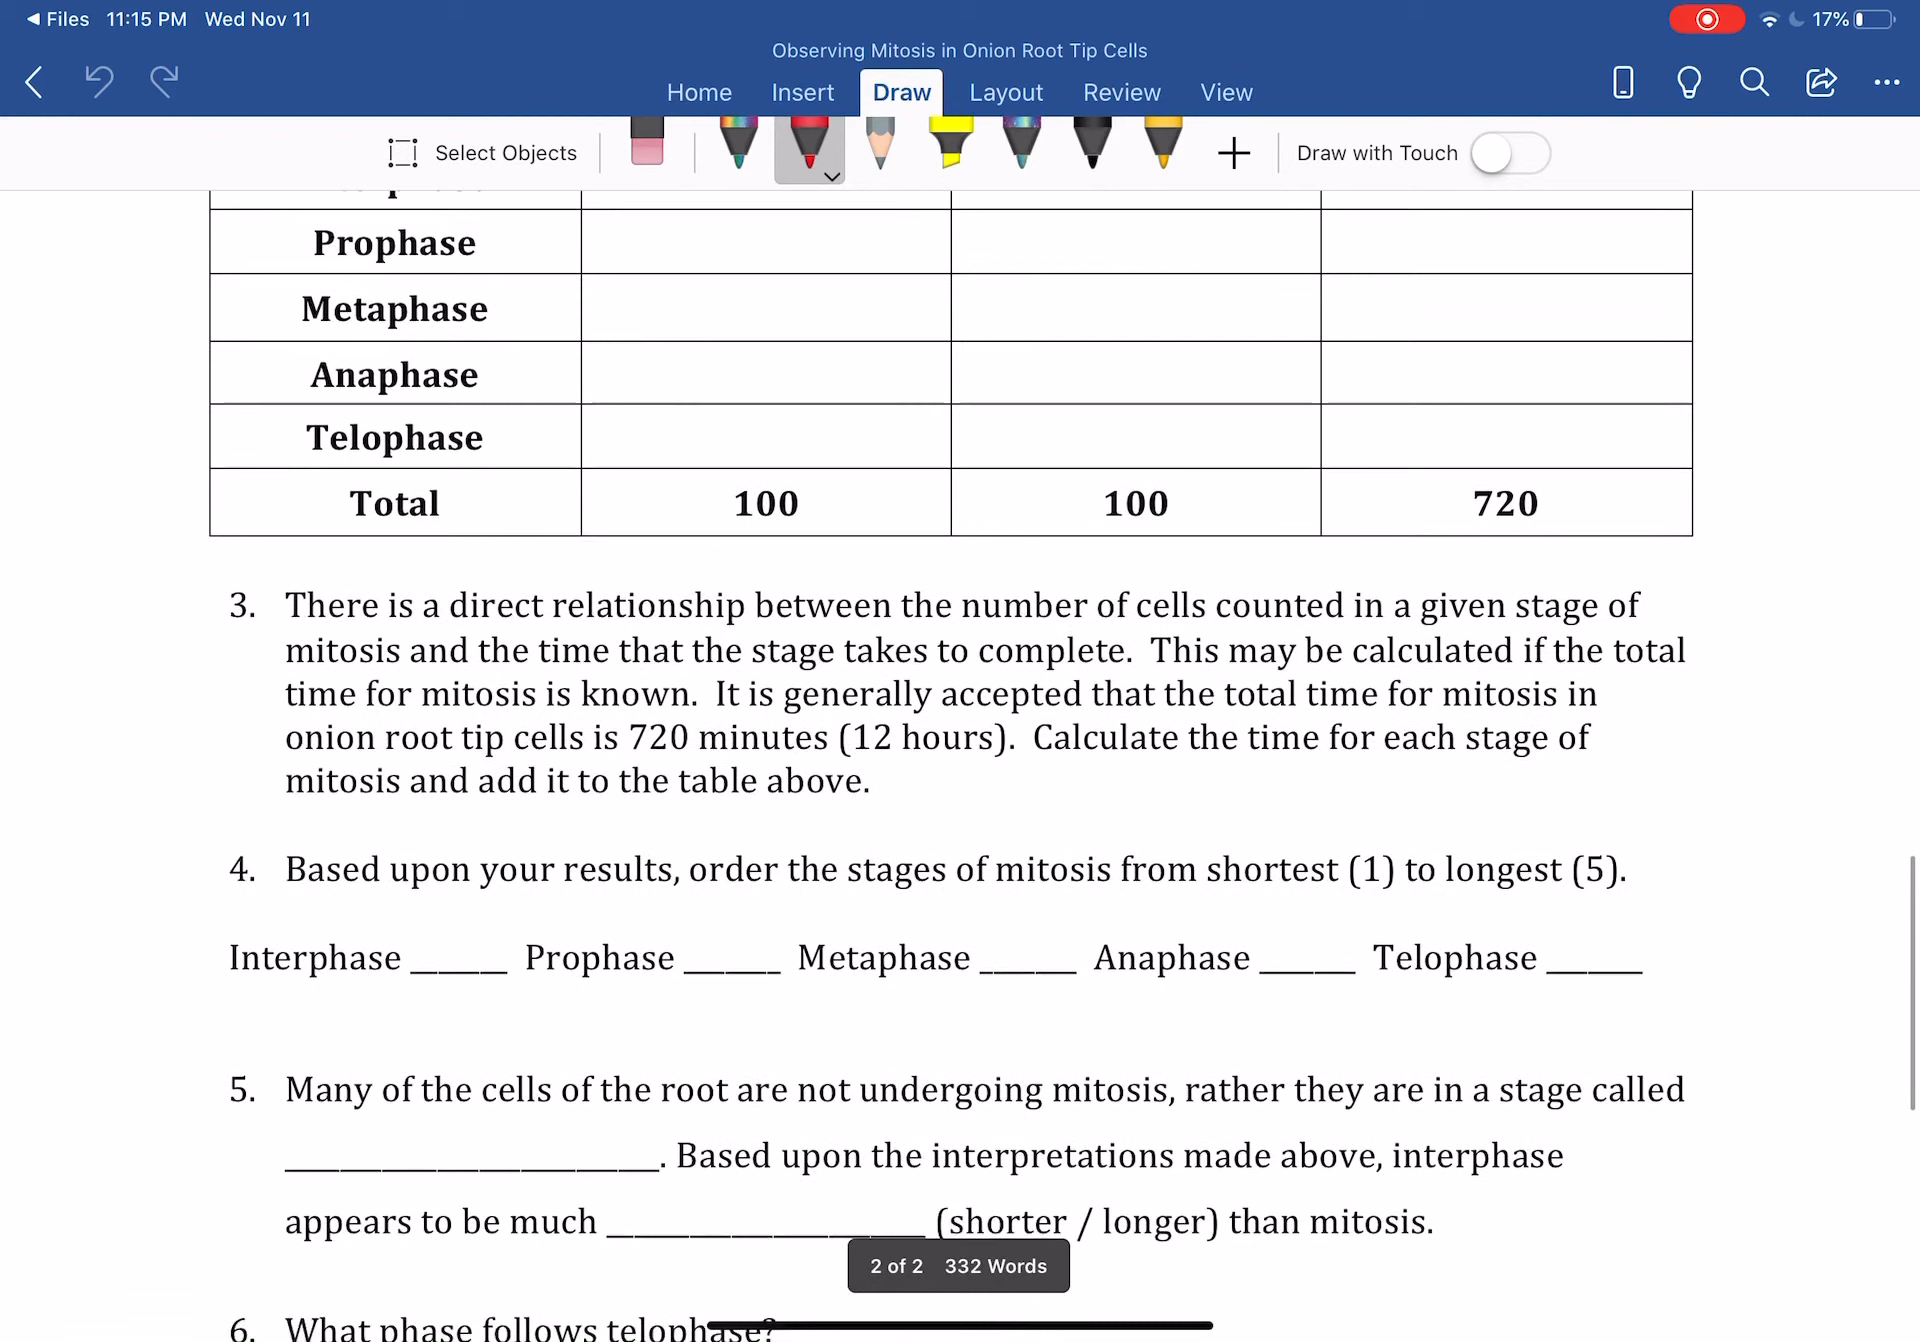 Files 11:15 PM Wed Nov 11
17%
Observing Mitosis in Onion Root Tip Cells
Home Insert Draw Layout Review View
Select Objects
Draw with Touch
Prophase
Metaphase
Anaphase
Telophase
Total 100 100 720
3. There is a direct relationship between the number of cells counted in a given stage of
mitosis and the time that the stage takes to complete. This may be calculated if the total
time for mitosis is known. It is generally accepted that the total time for mitosis in
onion root tip cells is 720 minutes (12 hours). Calculate the time for each stage of
mitosis and add it to the table above.
4. Based upon your results, order the stages of mitosis from shortest (1) to longest (5).
Interphase ______ Prophase ______ Metaphase ______ Anaphase ______ Telophase ______
5. Many of the cells of the root are not undergoing mitosis, rather they are in a stage called
______________________. Based upon the interpretations made above, interphase
appears to be much ___________________ (shorter / longer) than mitosis.
2 of 2 332 Words
6. What phase follows telophase?